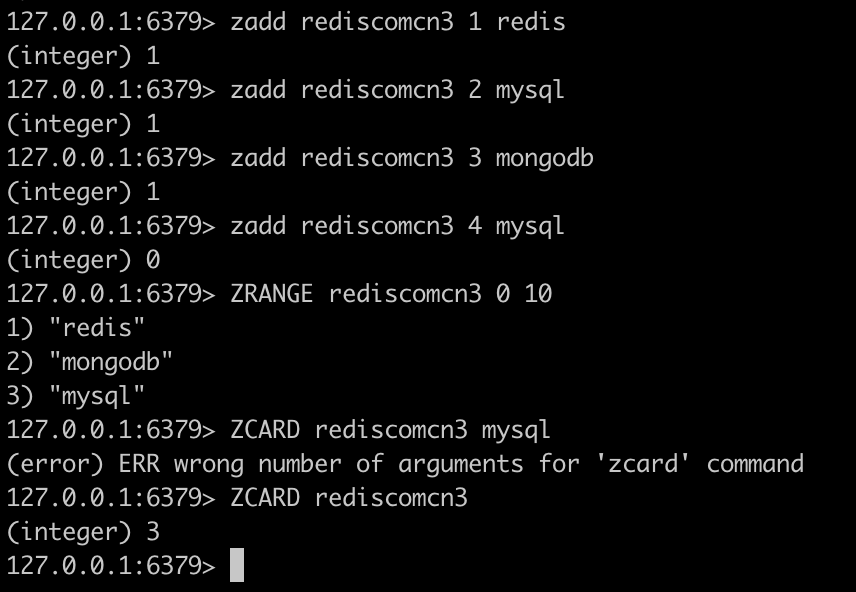 127.0.0.1:6379> zadd rediscomcn3 1 redis
(integer) 1
127.0.0.1:6379> zadd rediscomcn3 2 mysql
(integer) 1
127.0.0.1:6379> zadd rediscomcn3 3 mongodb
(integer) 1
127.0.0.1:6379> zadd rediscomcn3 4 mysql
(integer) 0
127.0.0.1:6379> ZRANGE rediscomcn3 0 10
1) "redis"
2) "mongodb"
3) "mysql"
127.0.0.1:6379> ZCARD rediscomcn3 mysql
(error) ERR wrong number of arguments for 'zcard' command
127.0.0.1:6379> ZCARD rediscomcn3
(integer) 3
127.0.0.1:6379>